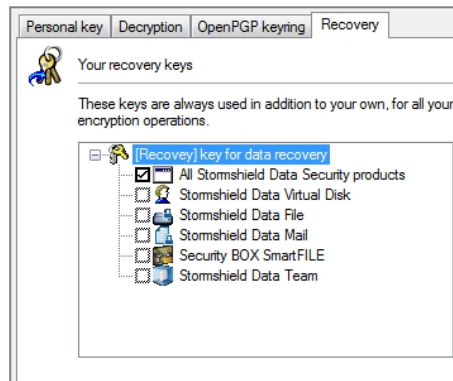 Personal key Decryption OpenPGP keyring Recovery
Your recovery keys
These keys are always used in addition to your own, for all your
encryption operations.
[Recovey] key for data recovery
All Stormshield Data Security products
Stormshield Data Virtual Disk
Stormshield Data File
Stormshield Data Mail
Security BOX SmartFILE
Stormshield Data Team